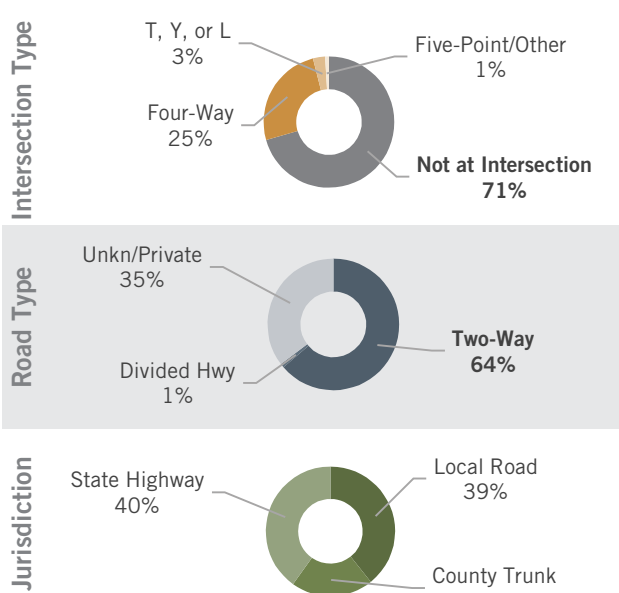 Intersection Type
T, Y, or L
3%
Five-Point/Other
1%
Four-Way
25%
Not at Intersection
71%
Road Type
Unkn/Private
35%
Two-Way
64%
Divided Hwy
1%
Jurisdiction
State Highway
40%
Local Road
39%
County Trunk